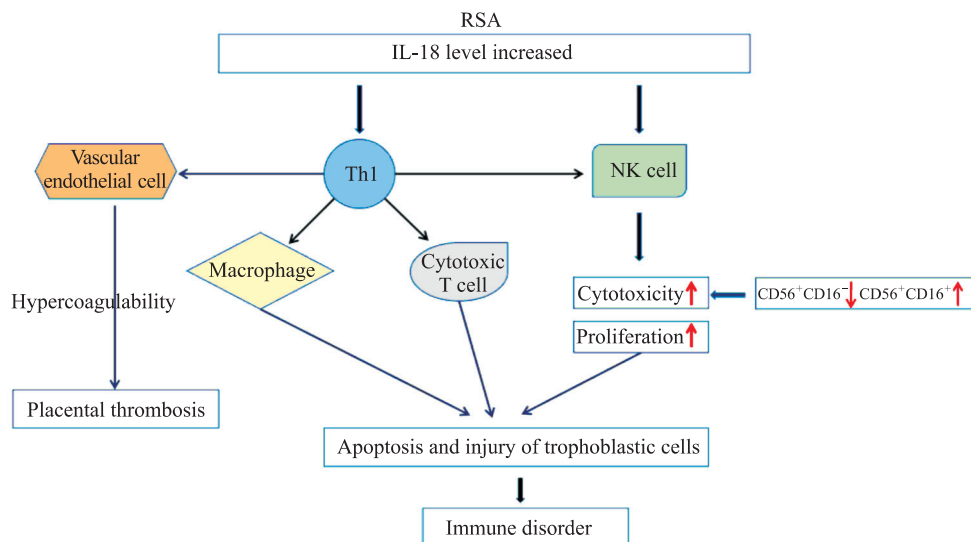 RSA
IL-18 level increased
Vascular
endothelial cell
Th1
NK cell
Macrophage
Cytotoxic
T cell
Hypercoagulability
Cytotoxicity
CD56⁺CD16⁻ CD56⁺CD16⁺
Proliferation
Placental thrombosis
Apoptosis and injury of trophoblastic cells
Immune disorder